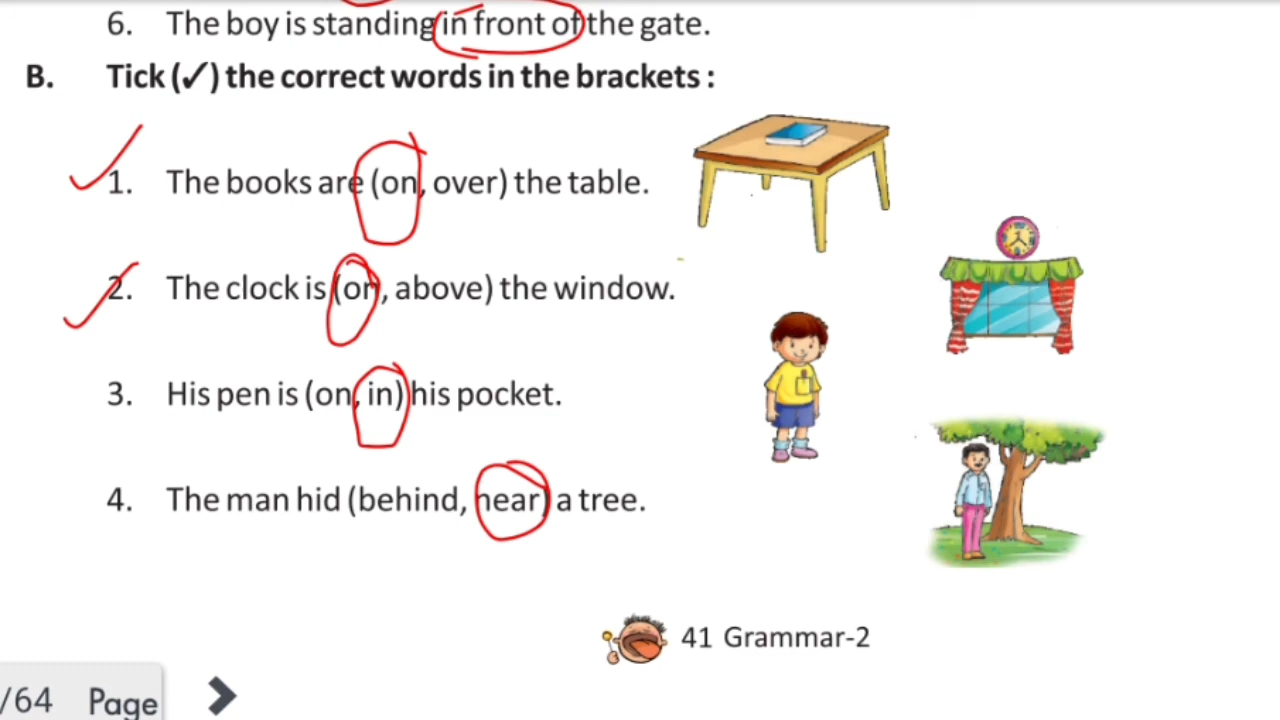 6. The boy is standing in front of the gate.
B. Tick (✓) the correct words in the brackets :
1. The books are (on, over) the table.
2. The clock is (on, above) the window.
3. His pen is (on, in) his pocket.
4. The man hid (behind, near) a tree.
41 Grammar-2
/64 Page